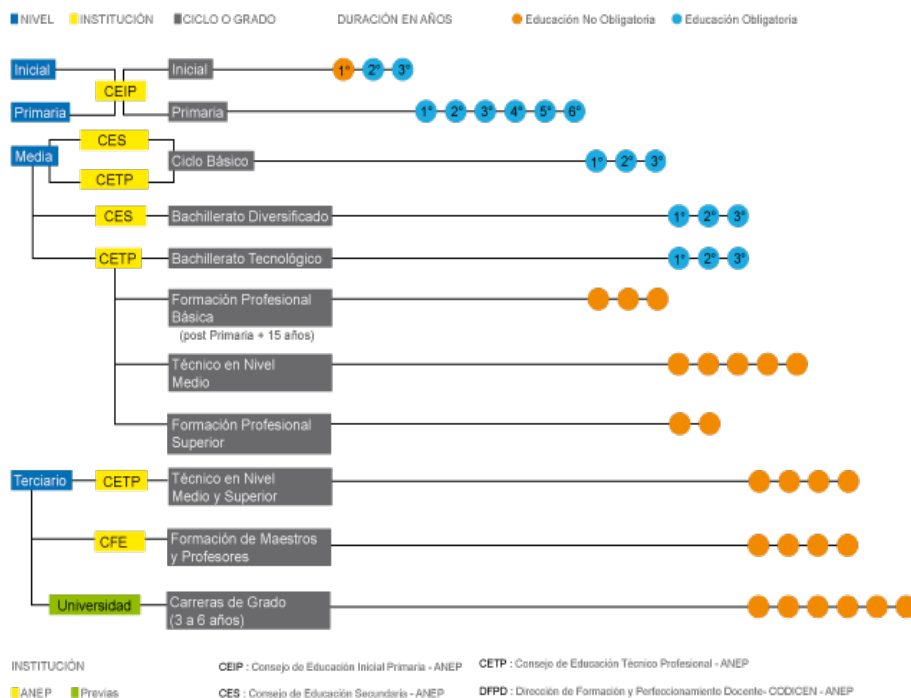 NIVEL INSTITUCIÓN CICLO O GRADO DURACIÓN EN AÑOS Educación No Obligatoria Educación Obligatoria
Inicial Inicial 1° 2° 3°
CEIP
Primaria Primaria 1° 2° 3° 4° 5° 6°
CES
Media Ciclo Básico 1° 2° 3°
CETP
CES Bachillerato Diversificado 1° 2° 3°
CETP Bachillerato Tecnológico 1° 2° 3°
Formación Profesional
Básica
(post Primaria + 15 años)
Técnico en Nivel
Medio
Formación Profesional
Superior
Terciario CETP Técnico en Nivel
Medio y Superior
CFE Formación de Maestros
y Profesores
Universidad Carreras de Grado
(3 a 6 años)
INSTITUCIÓN CEIP : Consejo de Educación Inicial Primaria - ANEP CETP : Consejo de Educación Técnico Profesional - ANEP
ANEP Previas CES : Consejo de Educación Secundaria - ANEP DFPD : Dirección de Formación y Perfeccionamiento Docente- CODICEN - ANEP